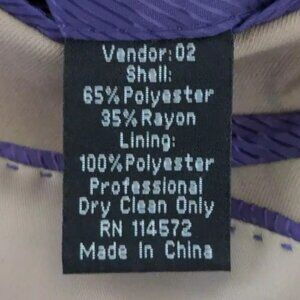 Vendor:02
Shell:
65%Polyester
35%Rayon
Lining:
100%Polyester
Professional
Dry Clean Only
RN 114572
Made In China